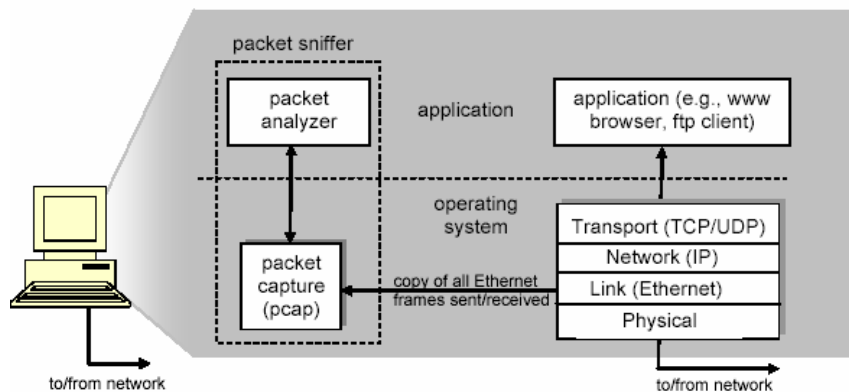 packet sniffer
packet
analyzer
application
application (e.g., www
browser, ftp client)
operating
system
packet
capture
(pcap)
copy of all Ethernet
frames sent/received
Transport (TCP/UDP)
Network (IP)
Link (Ethernet)
Physical
to/from network
to/from network